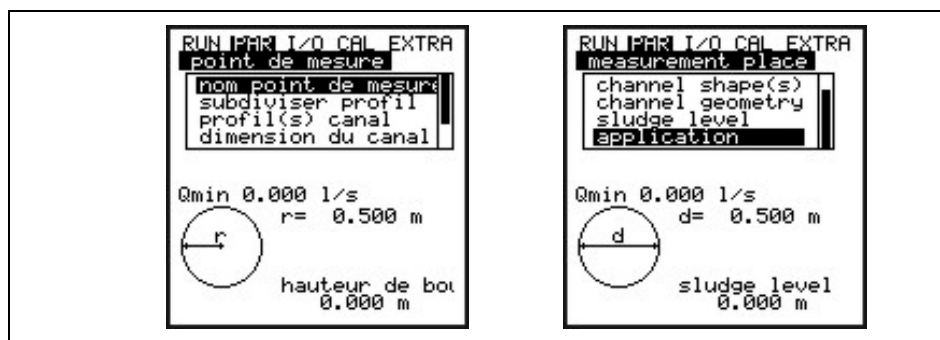 RUN PAR I/O CAL EXTRA
point de mesure
nom point de mesure
subdiviser profil
profil(s) canal
dimension du canal
Qmin 0.000 l/s
r= 0.500 m
r
hauteur de bou
0.000 m
RUN PAR I/O CAL EXTRA
measurement place
channel shape(s)
channel geometry
sludge level
application
Qmin 0.000 l/s
d= 0.500 m
d
sludge level
0.000 m